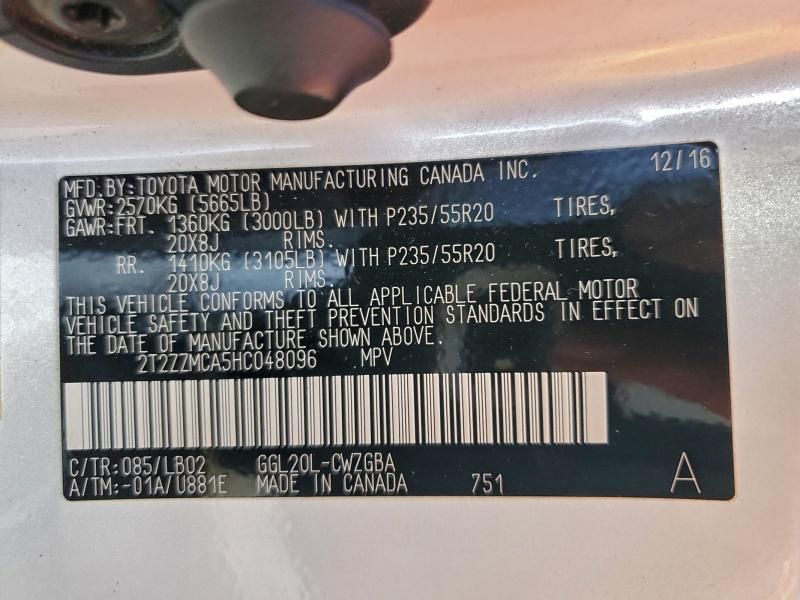 MFD.BY:TOYOTA MOTOR MANUFACTURING CANADA INC. 12/16
GVWR:2570KG (5665LB)
GAWR:FRT. 1360KG (3000LB) WITH P235/55R20 TIRES,
20X8J RIMS.
RR. 1410KG (3105LB) WITH P235/55R20 TIRES,
20X8J RIMS.
THIS VEHICLE CONFORMS TO ALL APPLICABLE FEDERAL MOTOR
VEHICLE SAFETY AND THEFT PREVENTION STANDARDS IN EFFECT ON
THE DATE OF MANUFACTURE SHOWN ABOVE.
2T2ZZMCA5HC048096 MPV
C/TR:085/LB02 GGL20L-CWZGBA
A/TM:-01A/U881E MADE IN CANADA 751 A